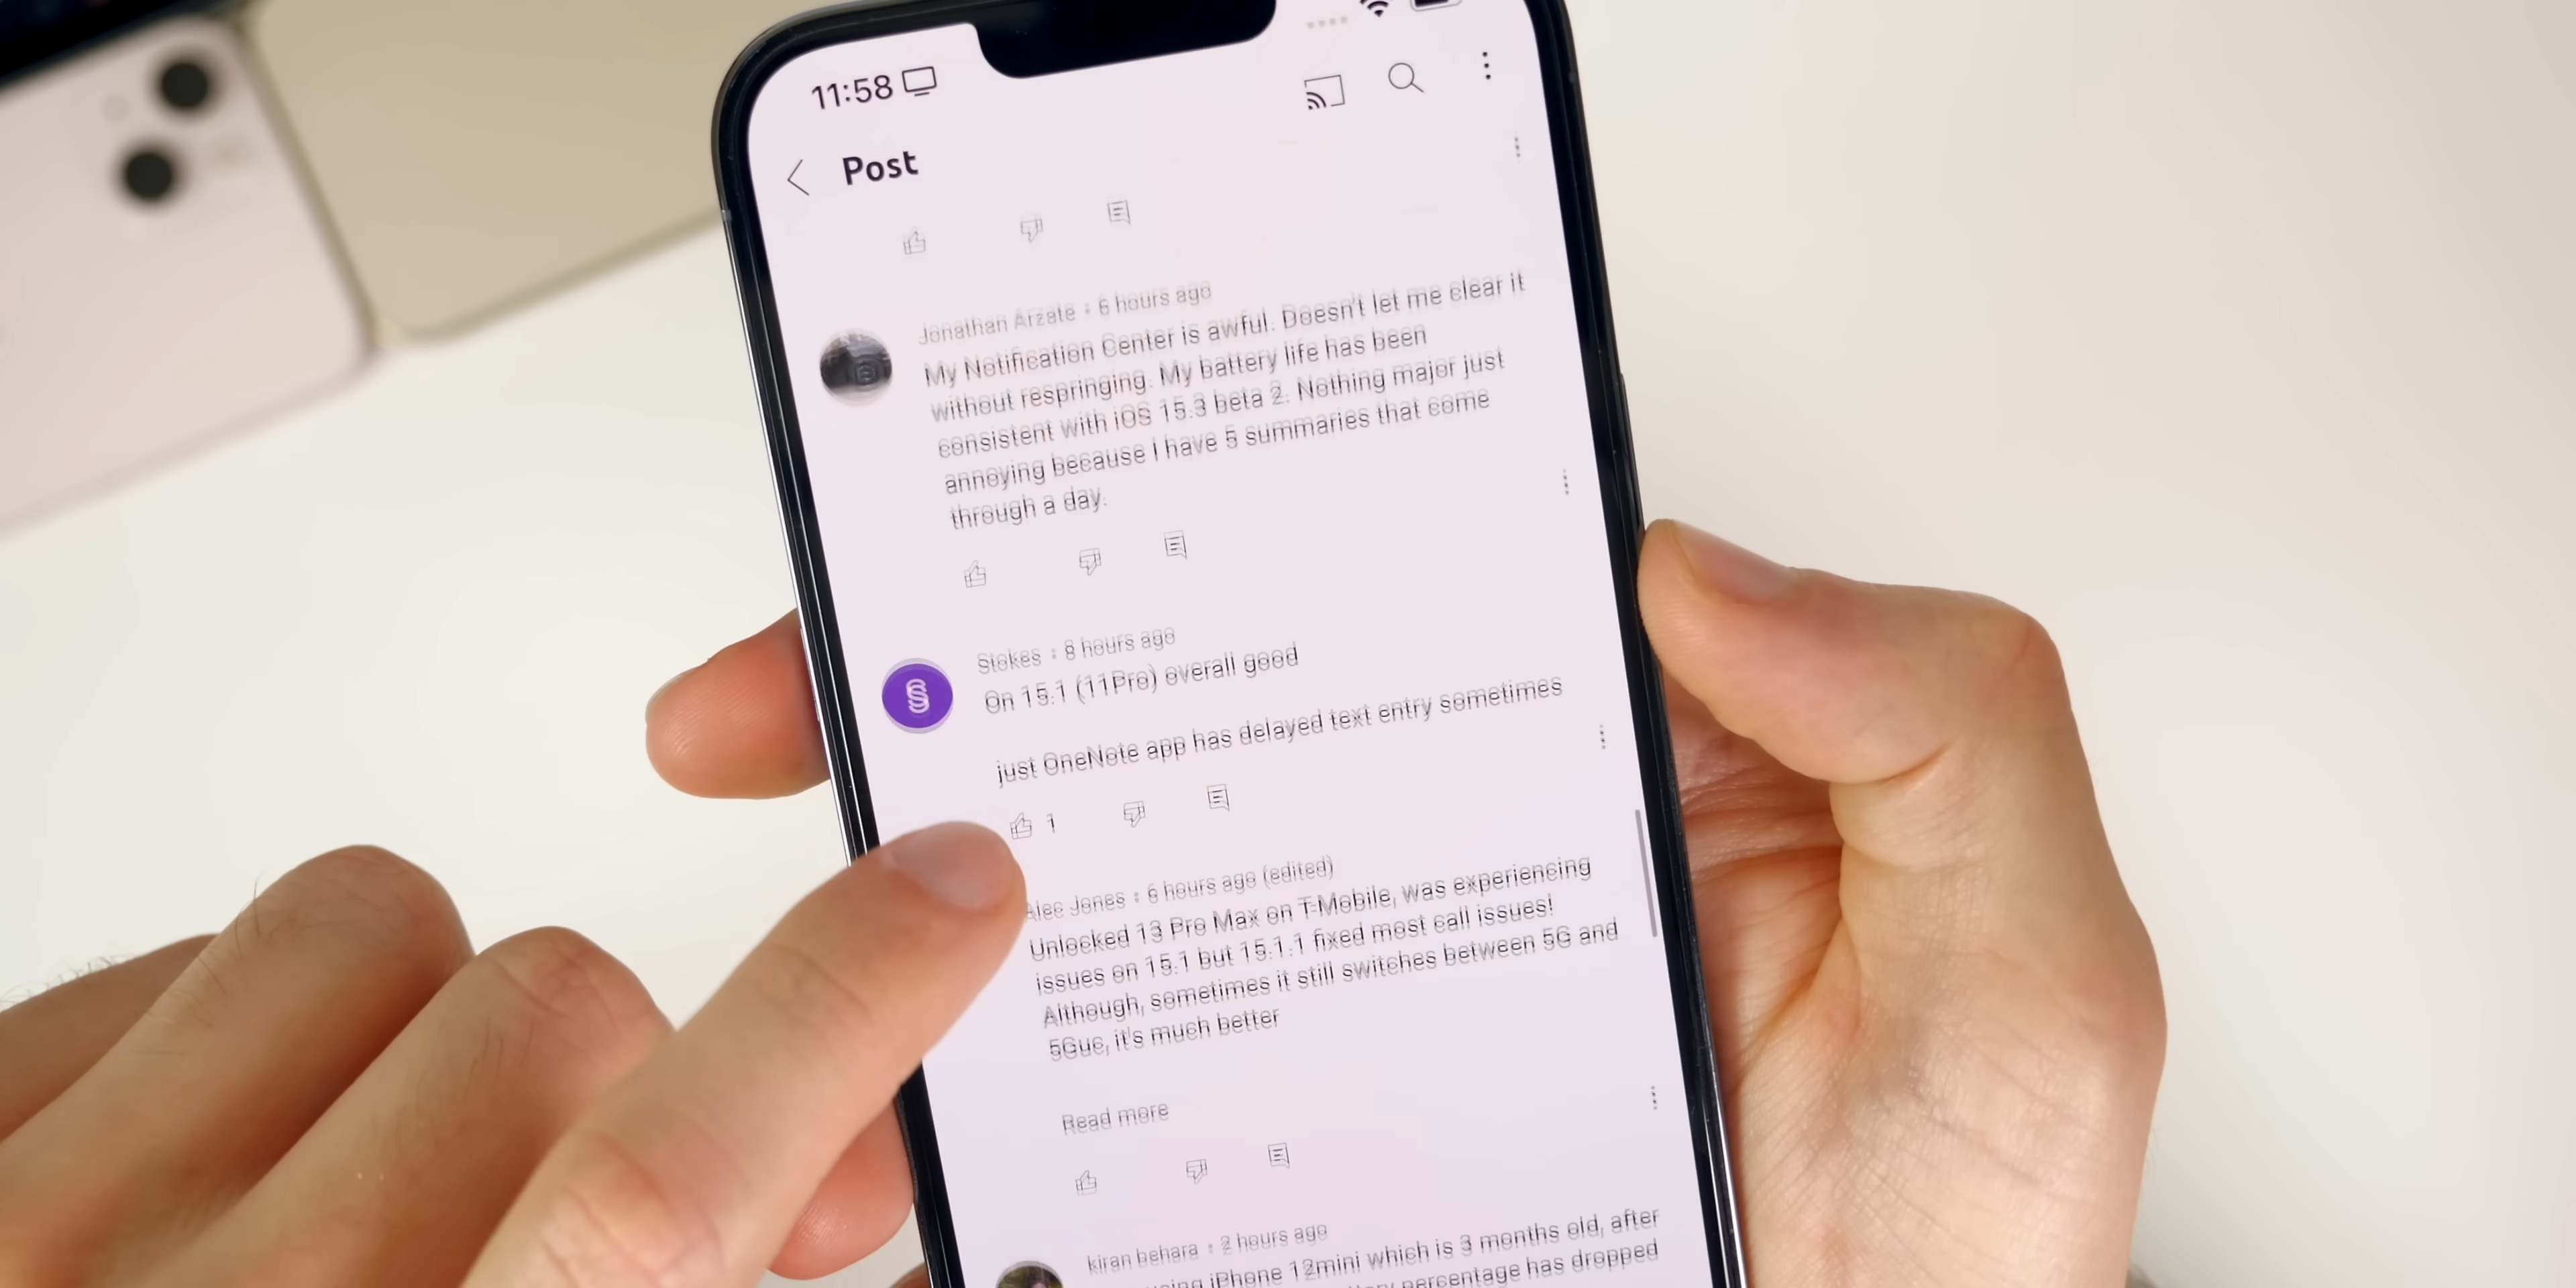 11:58
Post
Jonathan Arzate • 6 hours ago
My Notification Center is awful. Doesn't let me clear it
without respringing. My battery life has been
consistent with iOS 15.3 beta 2. Nothing major just
annoying because I have 5 summaries that come
through a day.
S
Stokes • 8 hours ago
On 15.1 (11Pro) overall good
just OneNote app has delayed text entry sometimes
1
Alec Jones • 6 hours ago (edited)
Unlocked 13 Pro Max on T-Mobile, was experiencing
issues on 15.1 but 15.1.1 fixed most call issues!
Although, sometimes it still switches between 5G and
5Guc, it's much better
Read more
kiran behara • 2 hours ago
iPhone 12mini which is 3 months old, after
percentage has dropped